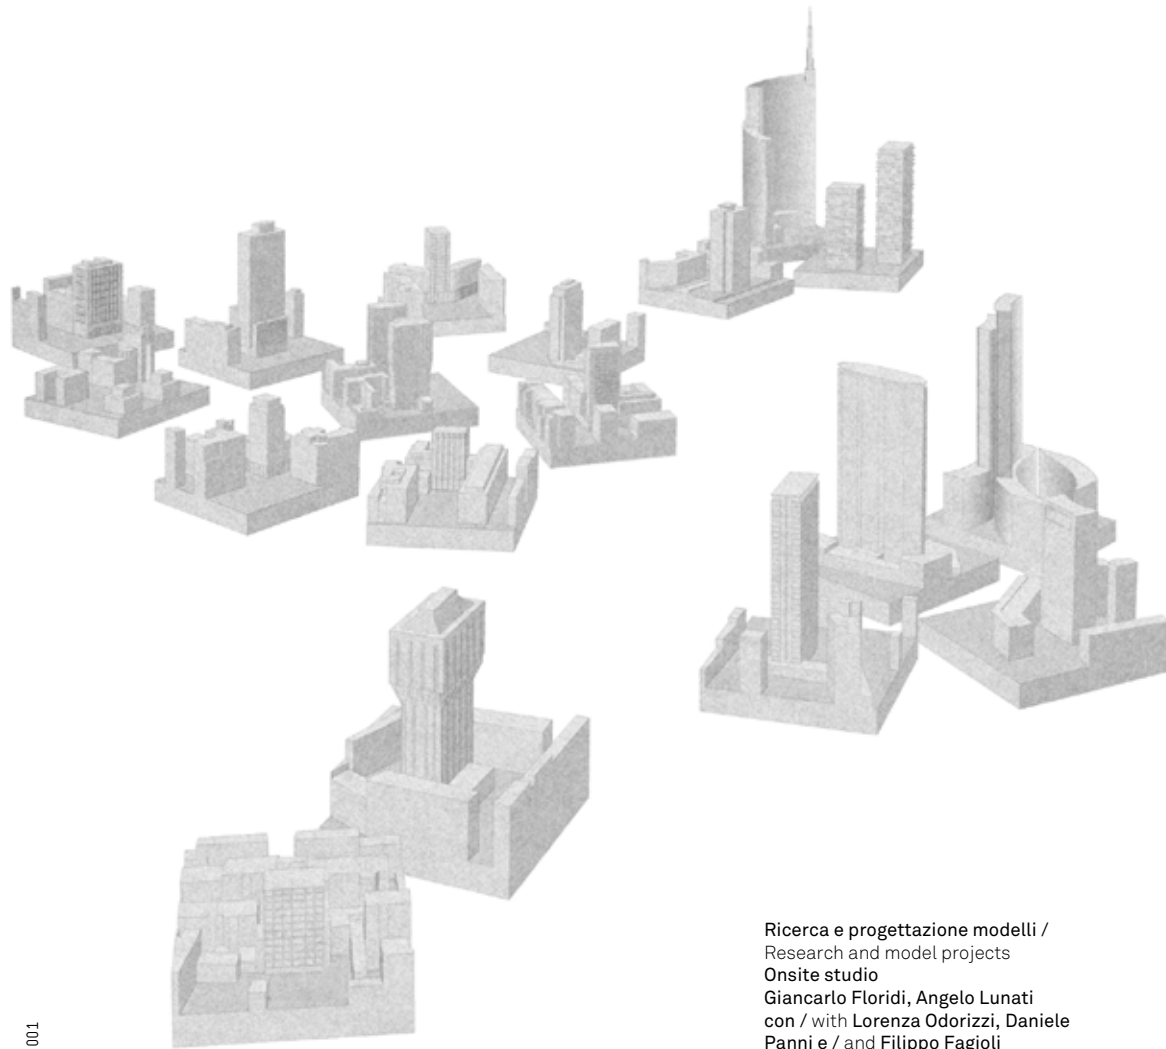 Ricerca e progettazione modelli /
Research and model projects
Onsite studio
Giancarlo Floridi, Angelo Lunati
con / with Lorenza Odorizzi, Daniele
Panni e / and Filippo Fagioli
001